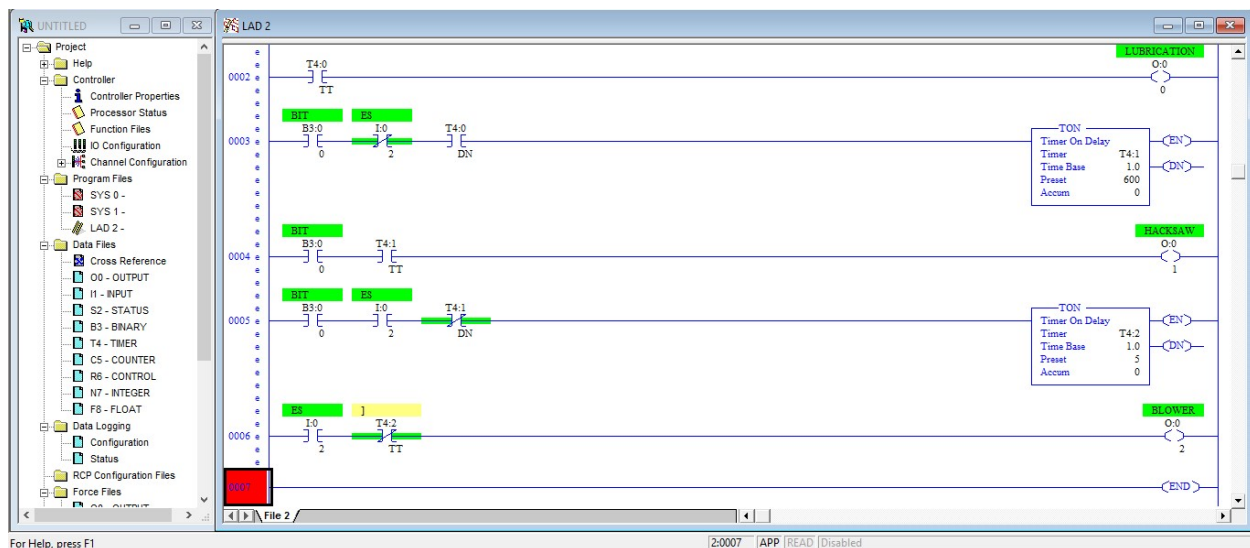 UNTITLED
Project
Help
Controller
Controller Properties
Processor Status
Function Files
IO Configuration
Channel Configuration
Program Files
SYS 0 -
SYS 1 -
LAD 2 -
Data Files
Cross Reference
O0 - OUTPUT
I1 - INPUT
S2 - STATUS
B3 - BINARY
T4 - TIMER
C5 - COUNTER
R6 - CONTROL
N7 - INTEGER
F8 - FLOAT
Data Logging
Configuration
Status
RCP Configuration Files
Force Files
O0 - OUTPUT
LAD 2
e
e
LUBRICATION
T4:0 O:0
0002 e
TT 0
e
e
BIT ES
B3:0 I:0 T4:0
0003 e
0 2 DN
TON
Timer On Delay
Timer T4:1
Time Base 1.0
Preset 600
Accum 0
EN
DN
e
e
e
e
e
e
BIT HACKSAW
B3:0 T4:1 O:0
0004 e
0 TT 1
e
e
BIT ES
B3:0 I:0 T4:1
0005 e
0 2 DN
TON
Timer On Delay
Timer T4:2
Time Base 1.0
Preset 5
Accum 0
EN
DN
e
e
e
e
e
ES ] BLOWER
I:0 T4:2 O:0
0006 e
2 TT 2
e
e
0007 END
File 2
For Help, press F1
2:0007 APP READ Disabled